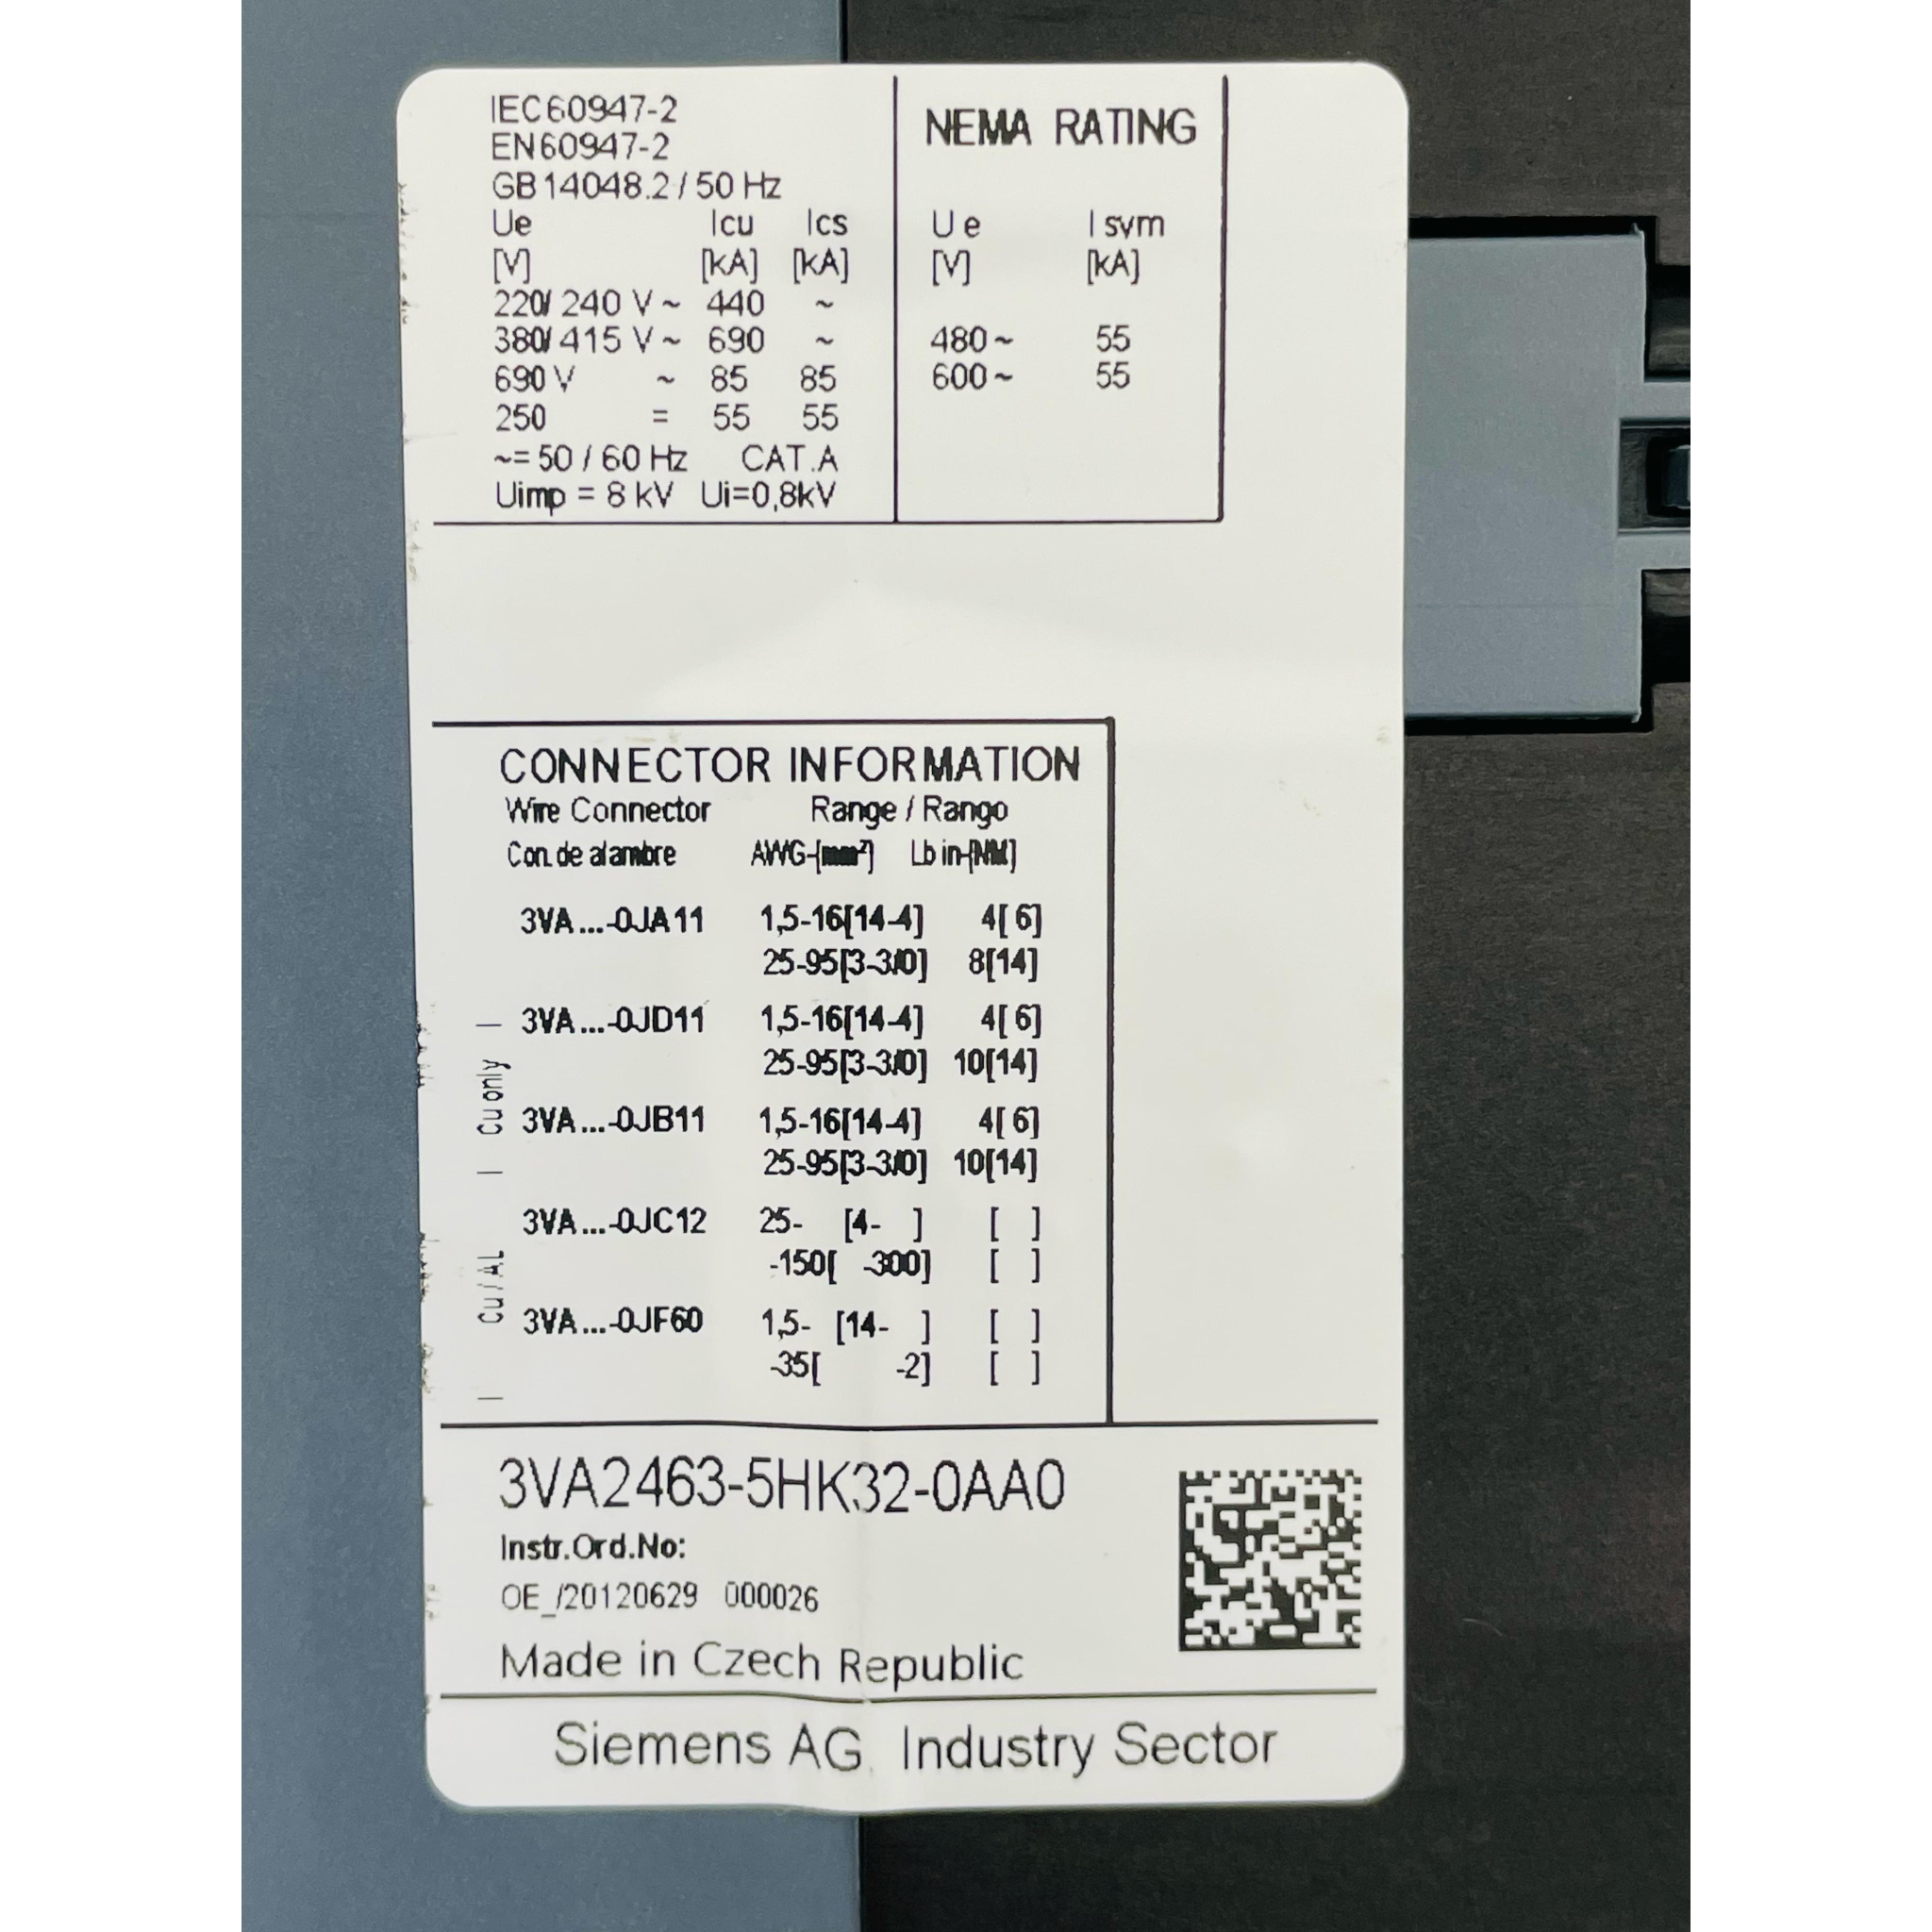 IEC60947-2
EN60947-2
GB14048.2 / 50 Hz
Ue Icu Ics
[V] [kA] [kA]
220/ 240 V ~ 440 ~
380/ 415 V ~ 690 ~
690 V ~ 85 85
250 = 55 55
~= 50 / 60 Hz CAT.A
Uimp = 8 kV Ui=0,8kV
NEMA RATING
Ue Isym
[V] [kA]
480~ 55
600~ 55
CONNECTOR INFORMATION
Wire Connector Range / Rango
Con. de alambre AWG-[mm²] Lb in-[NM]
3VA...-0JA11 1,5-16[14-4] 4[ 6]
25-95[3-3/0] 8[14]
3VA...-0JD11 1,5-16[14-4] 4[ 6]
25-95[3-3/0] 10[14]
3VA...-0JB11 1,5-16[14-4] 4[ 6]
25-95[3-3/0] 10[14]
3VA...-0JC12 25- [4- ] [ ]
-150[ -300] [ ]
3VA...-0JF60 1,5- [14- ] [ ]
-35[ -2] [ ]
Cu only
Cu / AL
3VA2463-5HK32-0AA0
Instr.Ord.No:
OE_/20120629 000026
Made in Czech Republic
Siemens AG, Industry Sector